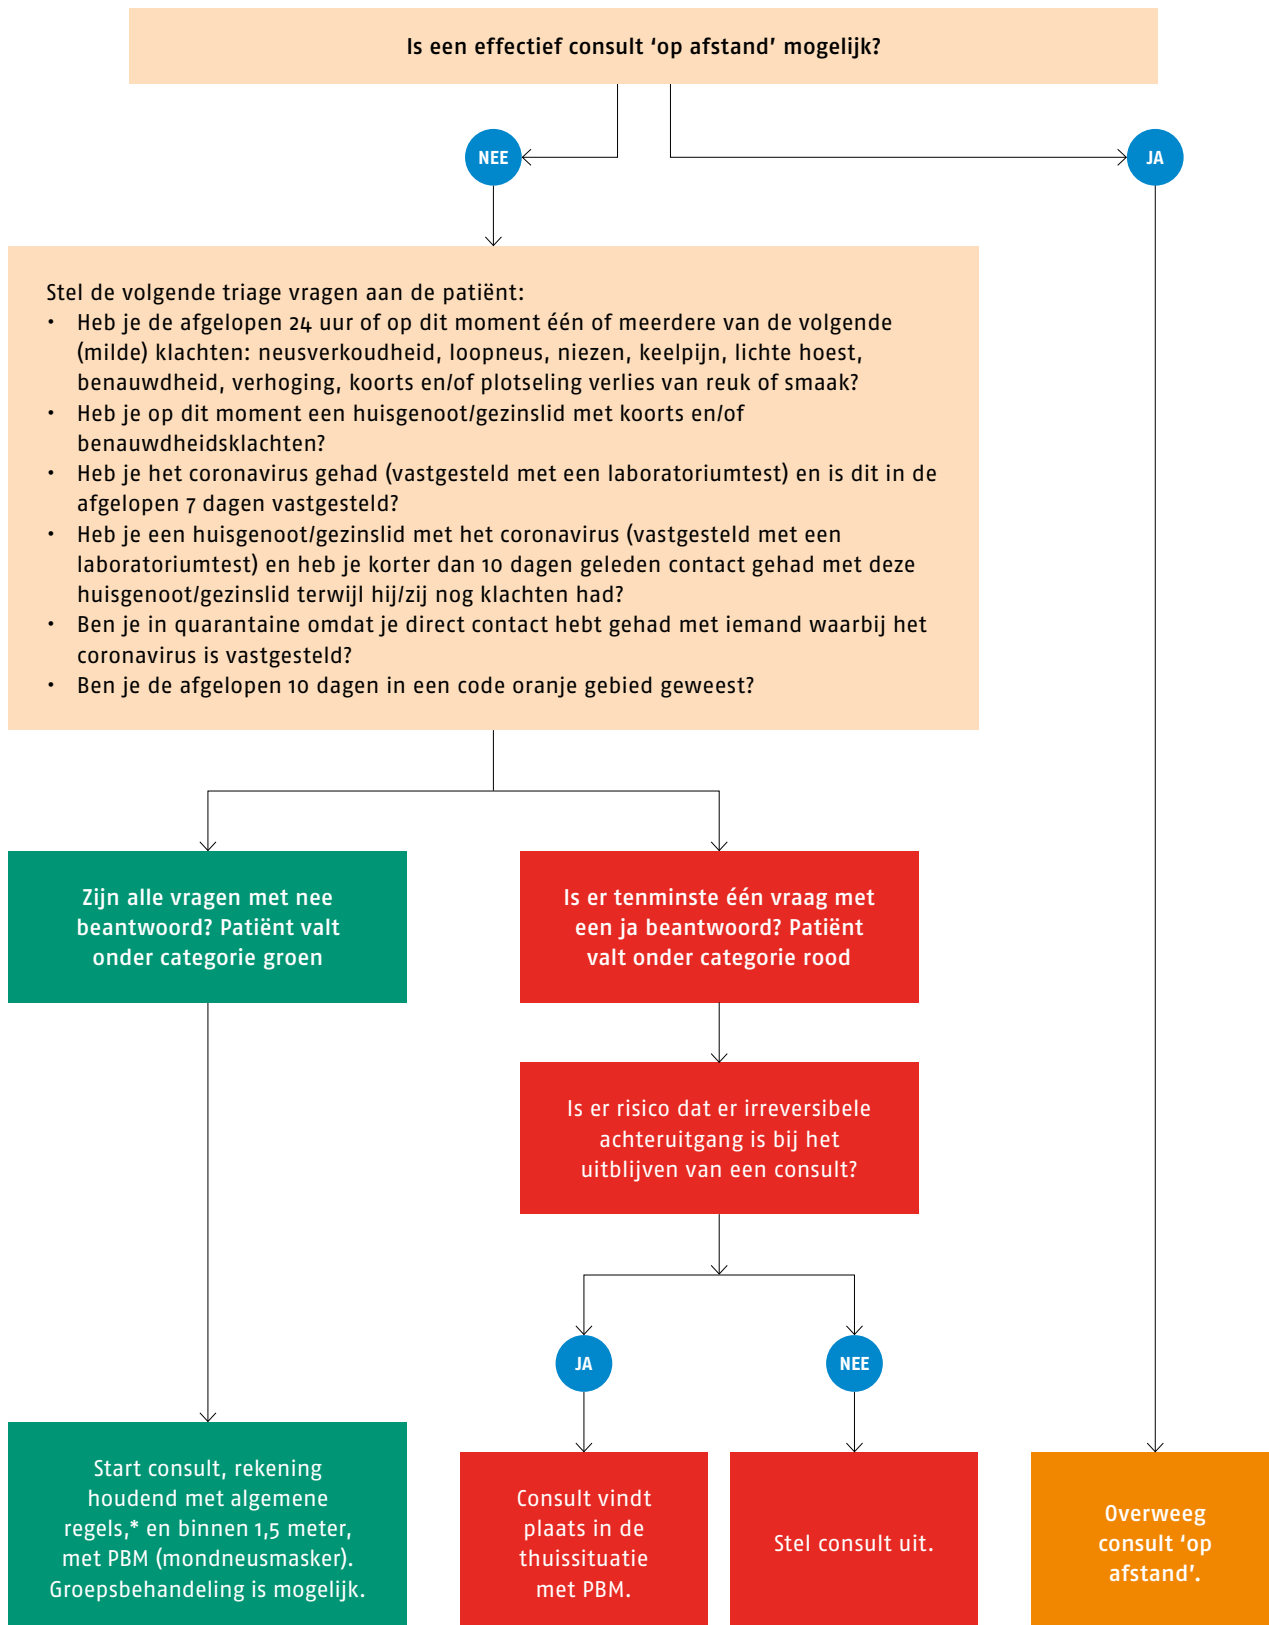 Is een effectief consult ‘op afstand’ mogelijk?
NEE
JA
Stel de volgende triage vragen aan de patiënt:
• Heb je de afgelopen 24 uur of op dit moment één of meerdere van de volgende
(milde) klachten: neusverkoudheid, loopneus, niezen, keelpijn, lichte hoest,
benauwdheid, verhoging, koorts en/of plotseling verlies van reuk of smaak?
• Heb je op dit moment een huisgenoot/gezinslid met koorts en/of
benauwdheidsklachten?
• Heb je het coronavirus gehad (vastgesteld met een laboratoriumtest) en is dit in de
afgelopen 7 dagen vastgesteld?
• Heb je een huisgenoot/gezinslid met het coronavirus (vastgesteld met een
laboratoriumtest) en heb je korter dan 10 dagen geleden contact gehad met deze
huisgenoot/gezinslid terwijl hij/zij nog klachten had?
• Ben je in quarantaine omdat je direct contact hebt gehad met iemand waarbij het
coronavirus is vastgesteld?
• Ben je de afgelopen 10 dagen in een code oranje gebied geweest?
Zijn alle vragen met nee
beantwoord? Patiënt valt
onder categorie groen
Is er tenminste één vraag met
een ja beantwoord? Patiënt
valt onder categorie rood
Is er risico dat er irreversibele
achteruitgang is bij het
uitblijven van een consult?
JA
NEE
Start consult, rekening
houdend met algemene
regels,* en binnen 1,5 meter,
met PBM (mondneusmasker).
Groepsbehandeling is mogelijk.
Consult vindt
plaats in de
thuissituatie
met PBM.
Stel consult uit.
Overweeg
consult ‘op
afstand’.